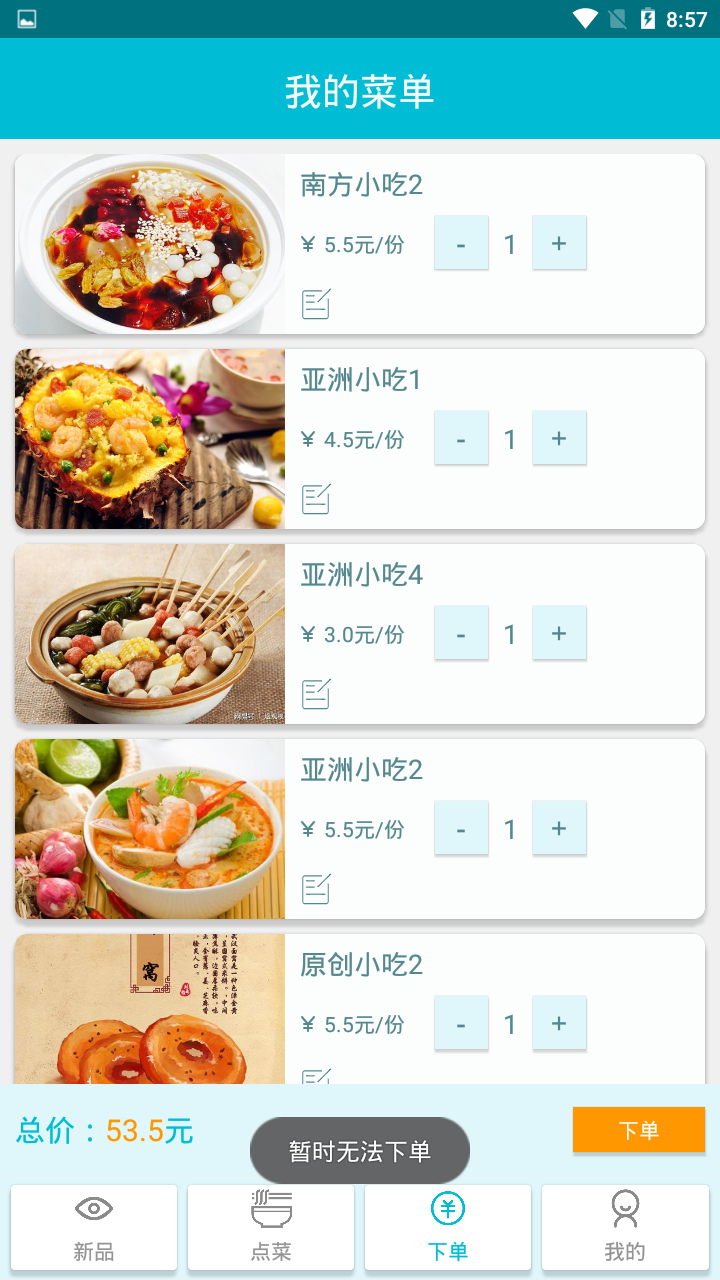 8:57
我的菜单
南方小吃2
¥ 5.5元/份
- 1 +
亚洲小吃1
¥ 4.5元/份
- 1 +
亚洲小吃4
¥ 3.0元/份
- 1 +
亚洲小吃2
¥ 5.5元/份
- 1 +
窝
原创小吃2
¥ 5.5元/份
- 1 +
总价：53.5元
暂时无法下单
下单
新品
点菜
下单
我的